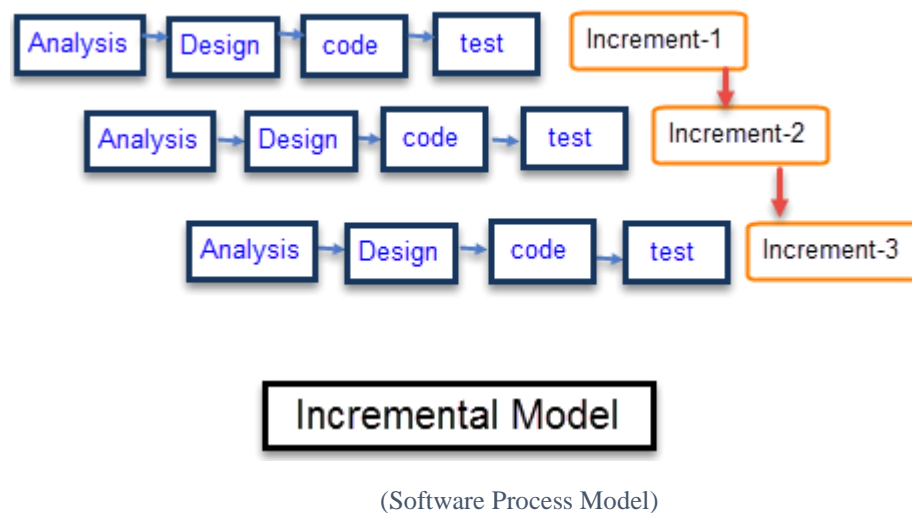 Analysis Design code test Increment-1
Analysis Design code test Increment-2
Analysis Design code test Increment-3
Incremental Model
(Software Process Model)